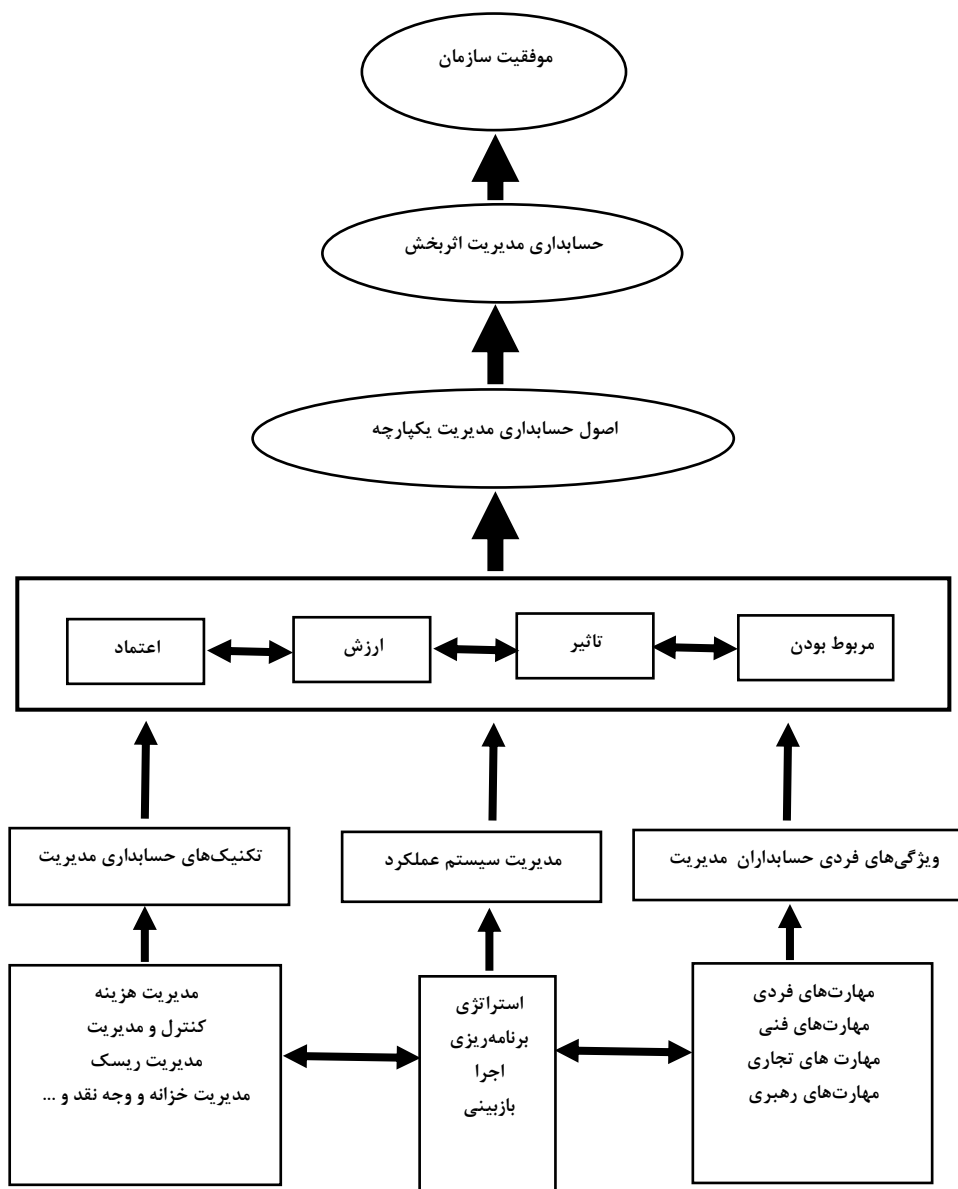 موفقیت سازمان
حسابداری مدیریت اثربخش
اصول حسابداری مدیریت یکپارچه
مربوط بودن
تاثیر
ارزش
اعتماد
ویژگی‌های فردی حسابداران مدیریت
مدیریت سیستم عملکرد
تکنیک‌های حسابداری مدیریت
مهارت‌های فردی
مهارت‌های فنی
مهارت های تجاری
مهارت‌های رهبری
استراتژی
برنامه‌ریزی
اجرا
بازبینی
مدیریت هزینه
کنترل و مدیریت
مدیریت ریسک
مدیریت خزانه و وجه نقد و ...